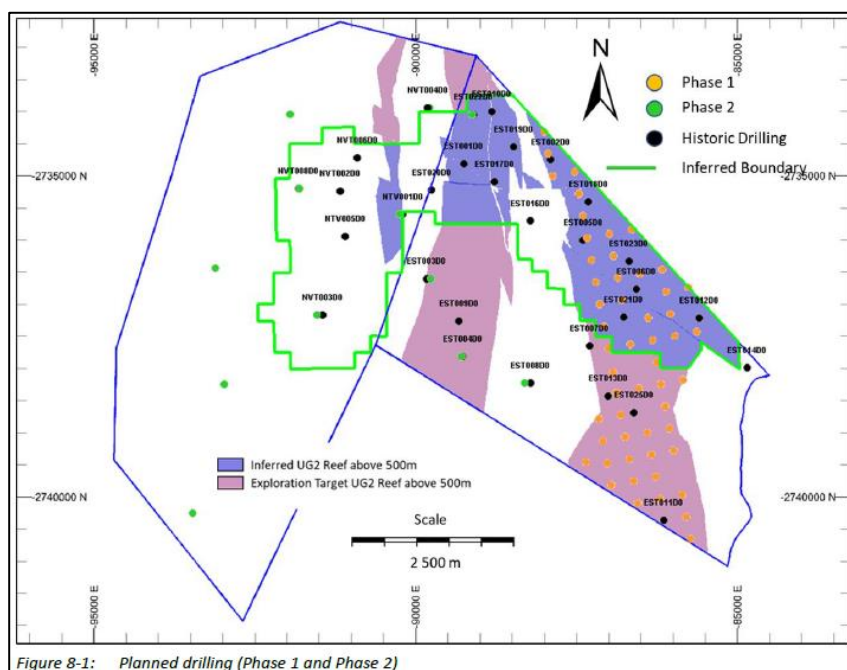 -95000 E
-90000 E
-85000 E
N
NVT004D0
EST022D0
EST010D0
Phase 1
Phase 2
Historic Drilling
Inferred Boundary
EST019D0
NVT006D0
EST001D0
EST002D0
-2735000 N
-2735000 N
NVT008D0
NVT002D0
EST020D0
EST017D0
NTV001D0
EST018D0
NTV005D0
EST016D0
EST005D0
EST003D0
EST023D0
EST006D0
NVT003D0
EST009D0
EST021D0
EST012D0
EST004D0
EST007D0
EST008D0
EST014D0
EST013D0
EST025D0
Inferred UG2 Reef above 500m
Exploration Target UG2 Reef above 500m
-2740000 N
-2740000 N
EST011D0
Scale
2 500 m
-95000 E
-90000 E
-85000 E
Figure 8-1: Planned drilling (Phase 1 and Phase 2)